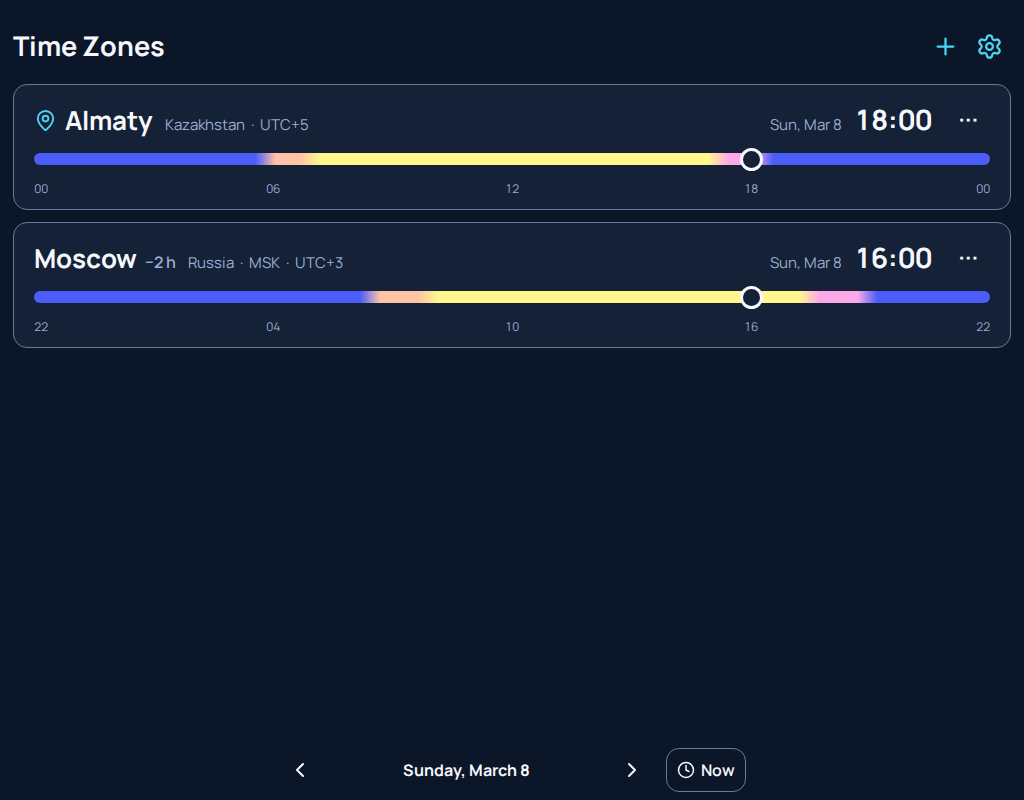 Time Zones
Almaty Kazakhstan · UTC+5 Sun, Mar 8 18:00
00 06 12 18 00
Moscow −2 h Russia · MSK · UTC+3 Sun, Mar 8 16:00
22 04 10 16 22
Sunday, March 8 Now